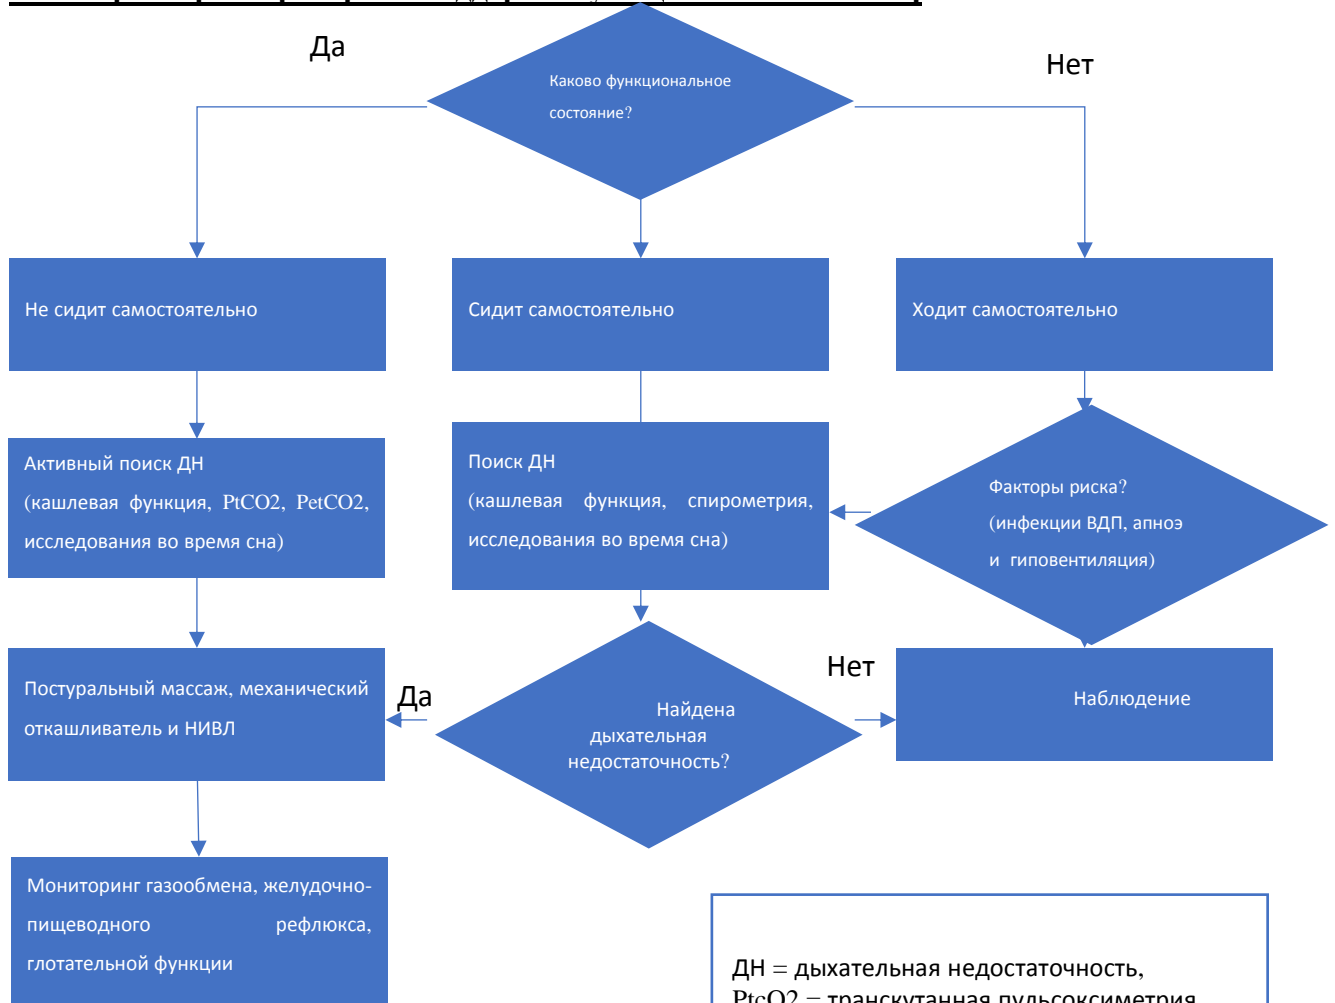 Да
Нет
Каково функциональное
состояние?
Не сидит самостоятельно
Сидит самостоятельно
Ходит самостоятельно
Активный поиск ДН
(кашлевая функция, PtCO2, PetCO2,
исследования во время сна)
Поиск ДН
(кашлевая функция, спирометрия,
исследования во время сна)
Факторы риска?
(инфекции ВДП, апноэ
и гиповентиляция)
Постуральный массаж, механический
откашливатель и НИВЛ
Да
Найдена
дыхательная
недостаточность?
Нет
Наблюдение
Мониторинг газообмена, желудочно-
пищеводного рефлюкса,
глотательной функции
ДН = дыхательная недостаточность,
PtcO2 = транскутанная пульсоксиметрия